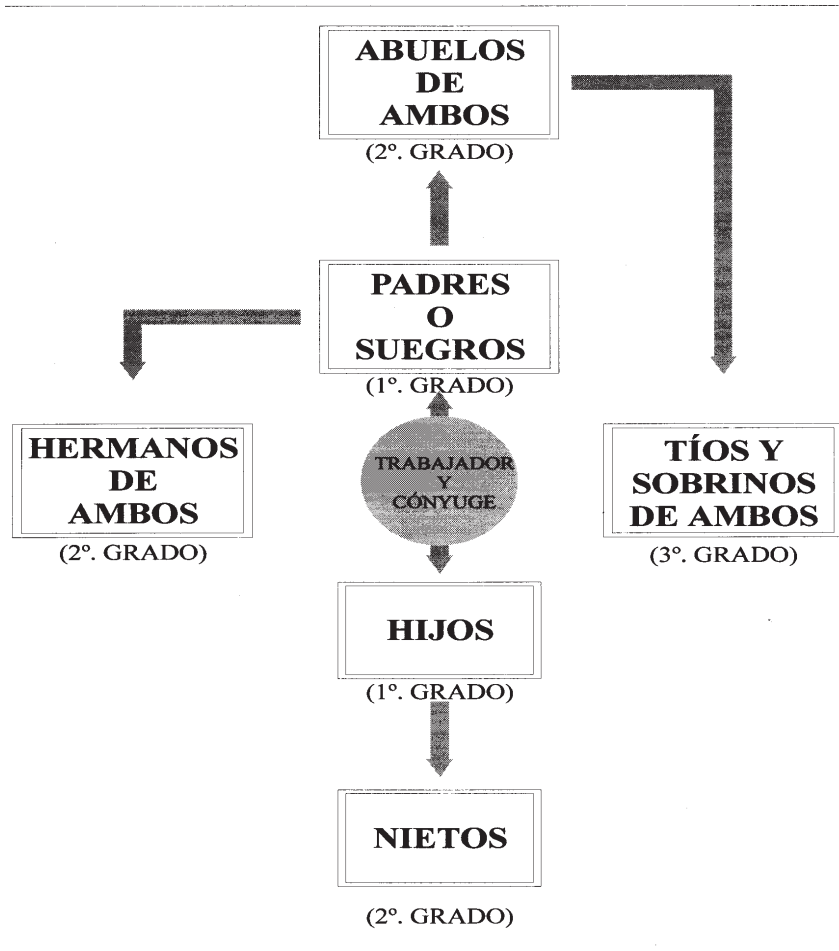 ABUELOS
DE
AMBOS
(2º. GRADO)
PADRES
O
SUEGROS
(1º. GRADO)
HERMANOS
DE
AMBOS
(2º. GRADO)
TRABAJADOR
Y
CÓNYUGE
TÍOS Y
SOBRINOS
DE AMBOS
(3º. GRADO)
HIJOS
(1º. GRADO)
NIETOS
(2º. GRADO)